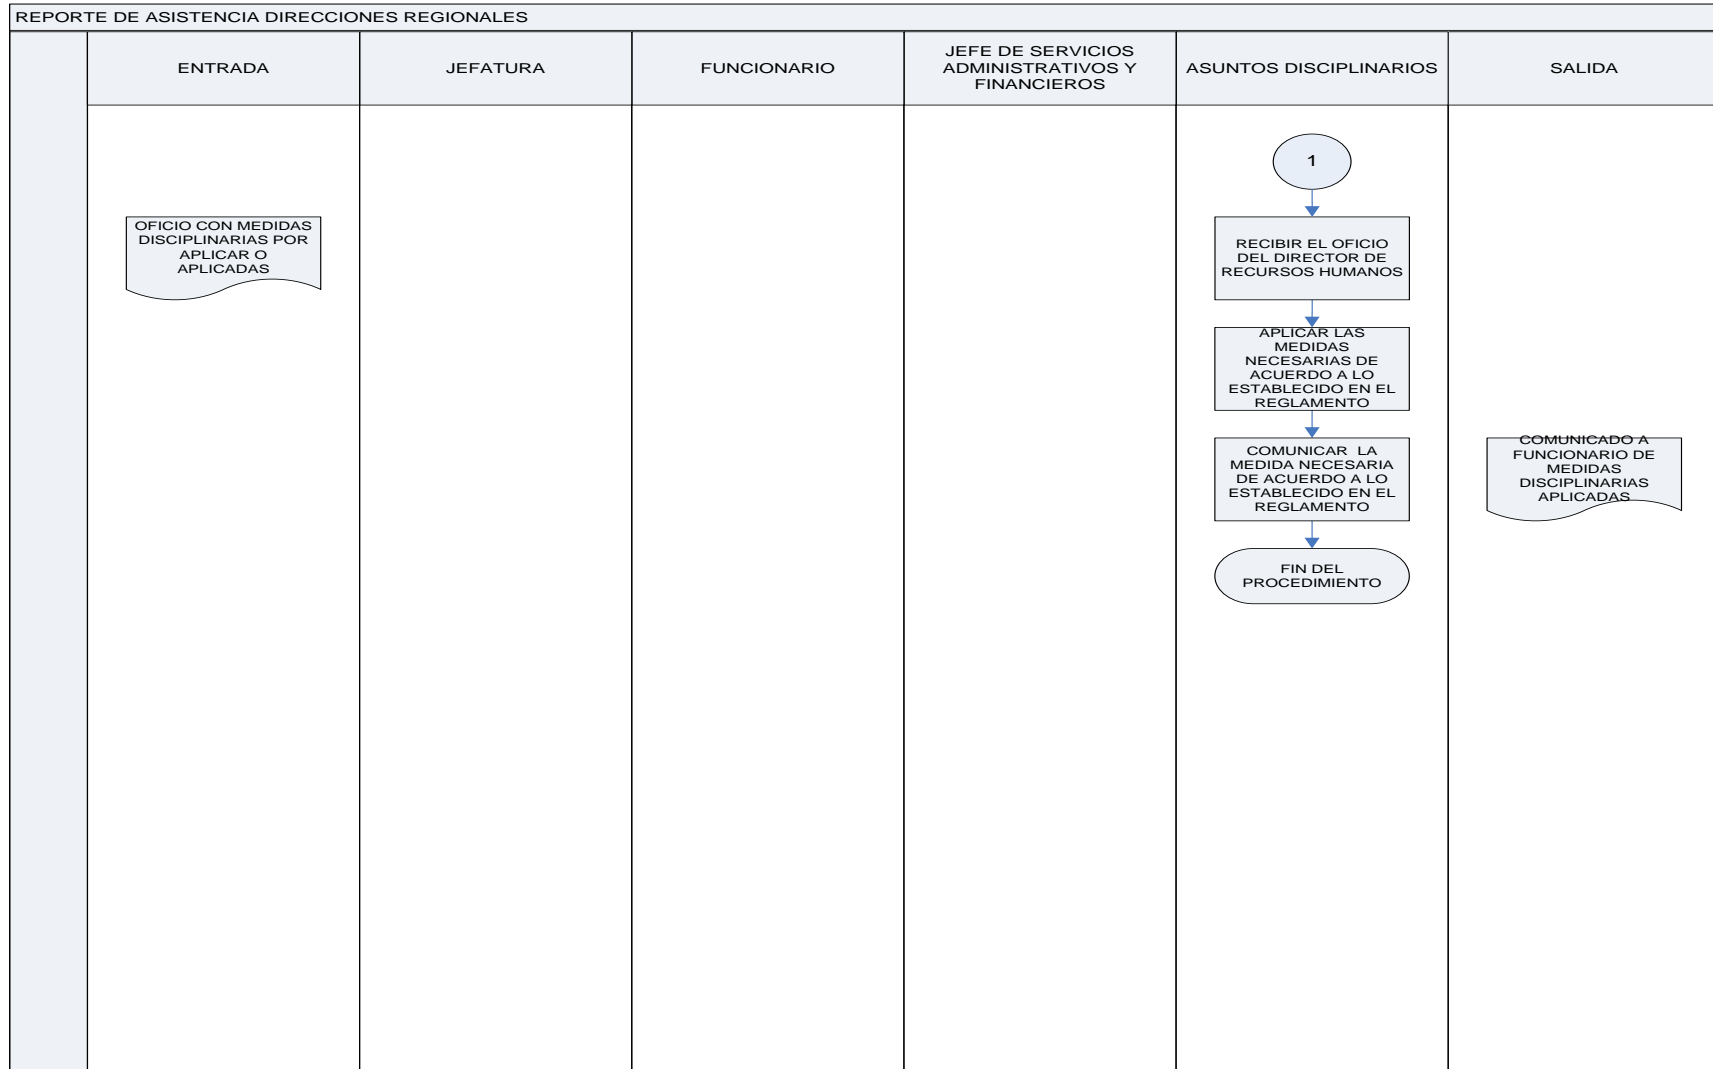 REPORTE DE ASISTENCIA DIRECCIONES REGIONALES
ENTRADA
JEFATURA
FUNCIONARIO
JEFE DE SERVICIOS
ADMINISTRATIVOS Y
FINANCIEROS
ASUNTOS DISCIPLINARIOS
SALIDA
1
OFICIO CON MEDIDAS
DISCIPLINARIAS POR
APLICAR O
APLICADAS
RECIBIR EL OFICIO
DEL DIRECTOR DE
RECURSOS HUMANOS
APLICAR LAS
MEDIDAS
NECESARIAS DE
ACUERDO A LO
ESTABLECIDO EN EL
REGLAMENTO
COMUNICAR  LA
MEDIDA NECESARIA
DE ACUERDO A LO
ESTABLECIDO EN EL
REGLAMENTO
COMUNICADO A
FUNCIONARIO DE
MEDIDAS
DISCIPLINARIAS
APLICADAS
FIN DEL
PROCEDIMIENTO